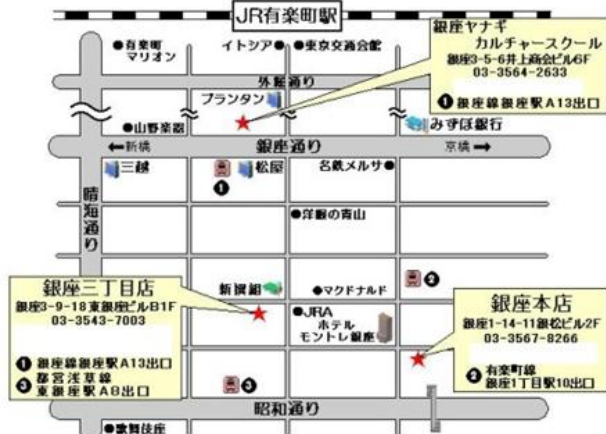 JR有楽町駅
●有楽町
マリオン
イトシア●
●東京交通会館
銀座ヤナギ
カルチャースクール
銀座3-5-6井上商会ビル6F
03-3564-2633
❶ 銀座線銀座駅A13出口
外堀通り
プランタン
●山野楽器
みずほ銀行
←新橋
銀座通り
京橋→
三越
松屋
❶
名鉄メルサ●
晴海通り
●洋服の青山
銀座三丁目店
銀座3-9-18東銀座ビルB1F
03-3543-7003
❶ 銀座線銀座駅A13出口
❸ 都営浅草線
東銀座駅A8出口
新撰組
●マクドナルド
❷
●JRA
ホテル
モントレ銀座
銀座本店
銀座1-14-11銀松ビル2F
03-3567-8266
❷ 有楽町線
銀座1丁目駅10出口
❸
昭和通り
●歌舞伎座